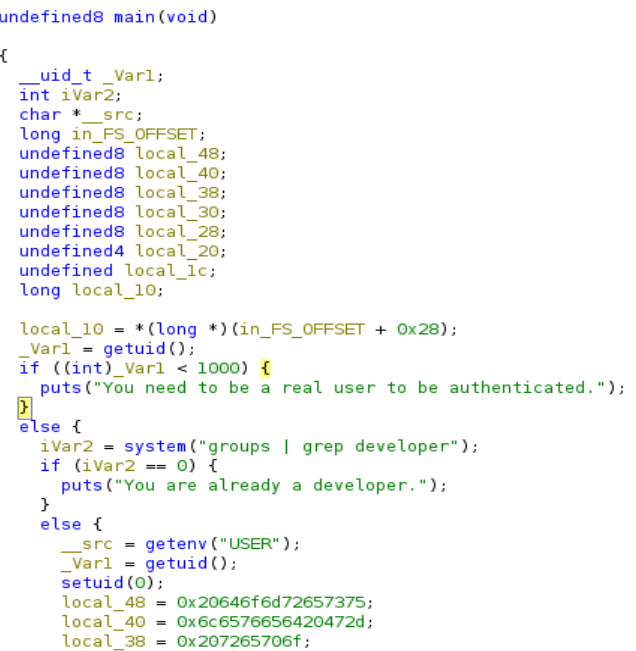 undefined8 main(void)
{
__uid_t _Var1;
int iVar2;
char *__src;
long in_FS_OFFSET;
undefined8 local_48;
undefined8 local_40;
undefined8 local_38;
undefined8 local_30;
undefined8 local_28;
undefined4 local_20;
undefined local_1c;
long local_10;
local_10 = *(long *)(in_FS_OFFSET + 0x28);
_Var1 = getuid();
if ((int)_Var1 < 1000) {
puts("You need to be a real user to be authenticated.");
}
else {
iVar2 = system("groups | grep developer");
if (iVar2 == 0) {
puts("You are already a developer.");
}
else {
__src = getenv("USER");
_Var1 = getuid();
setuid(0);
local_48 = 0x20646f6d72657375;
local_40 = 0x6c6576656420472d;
local_38 = 0x207265706f;